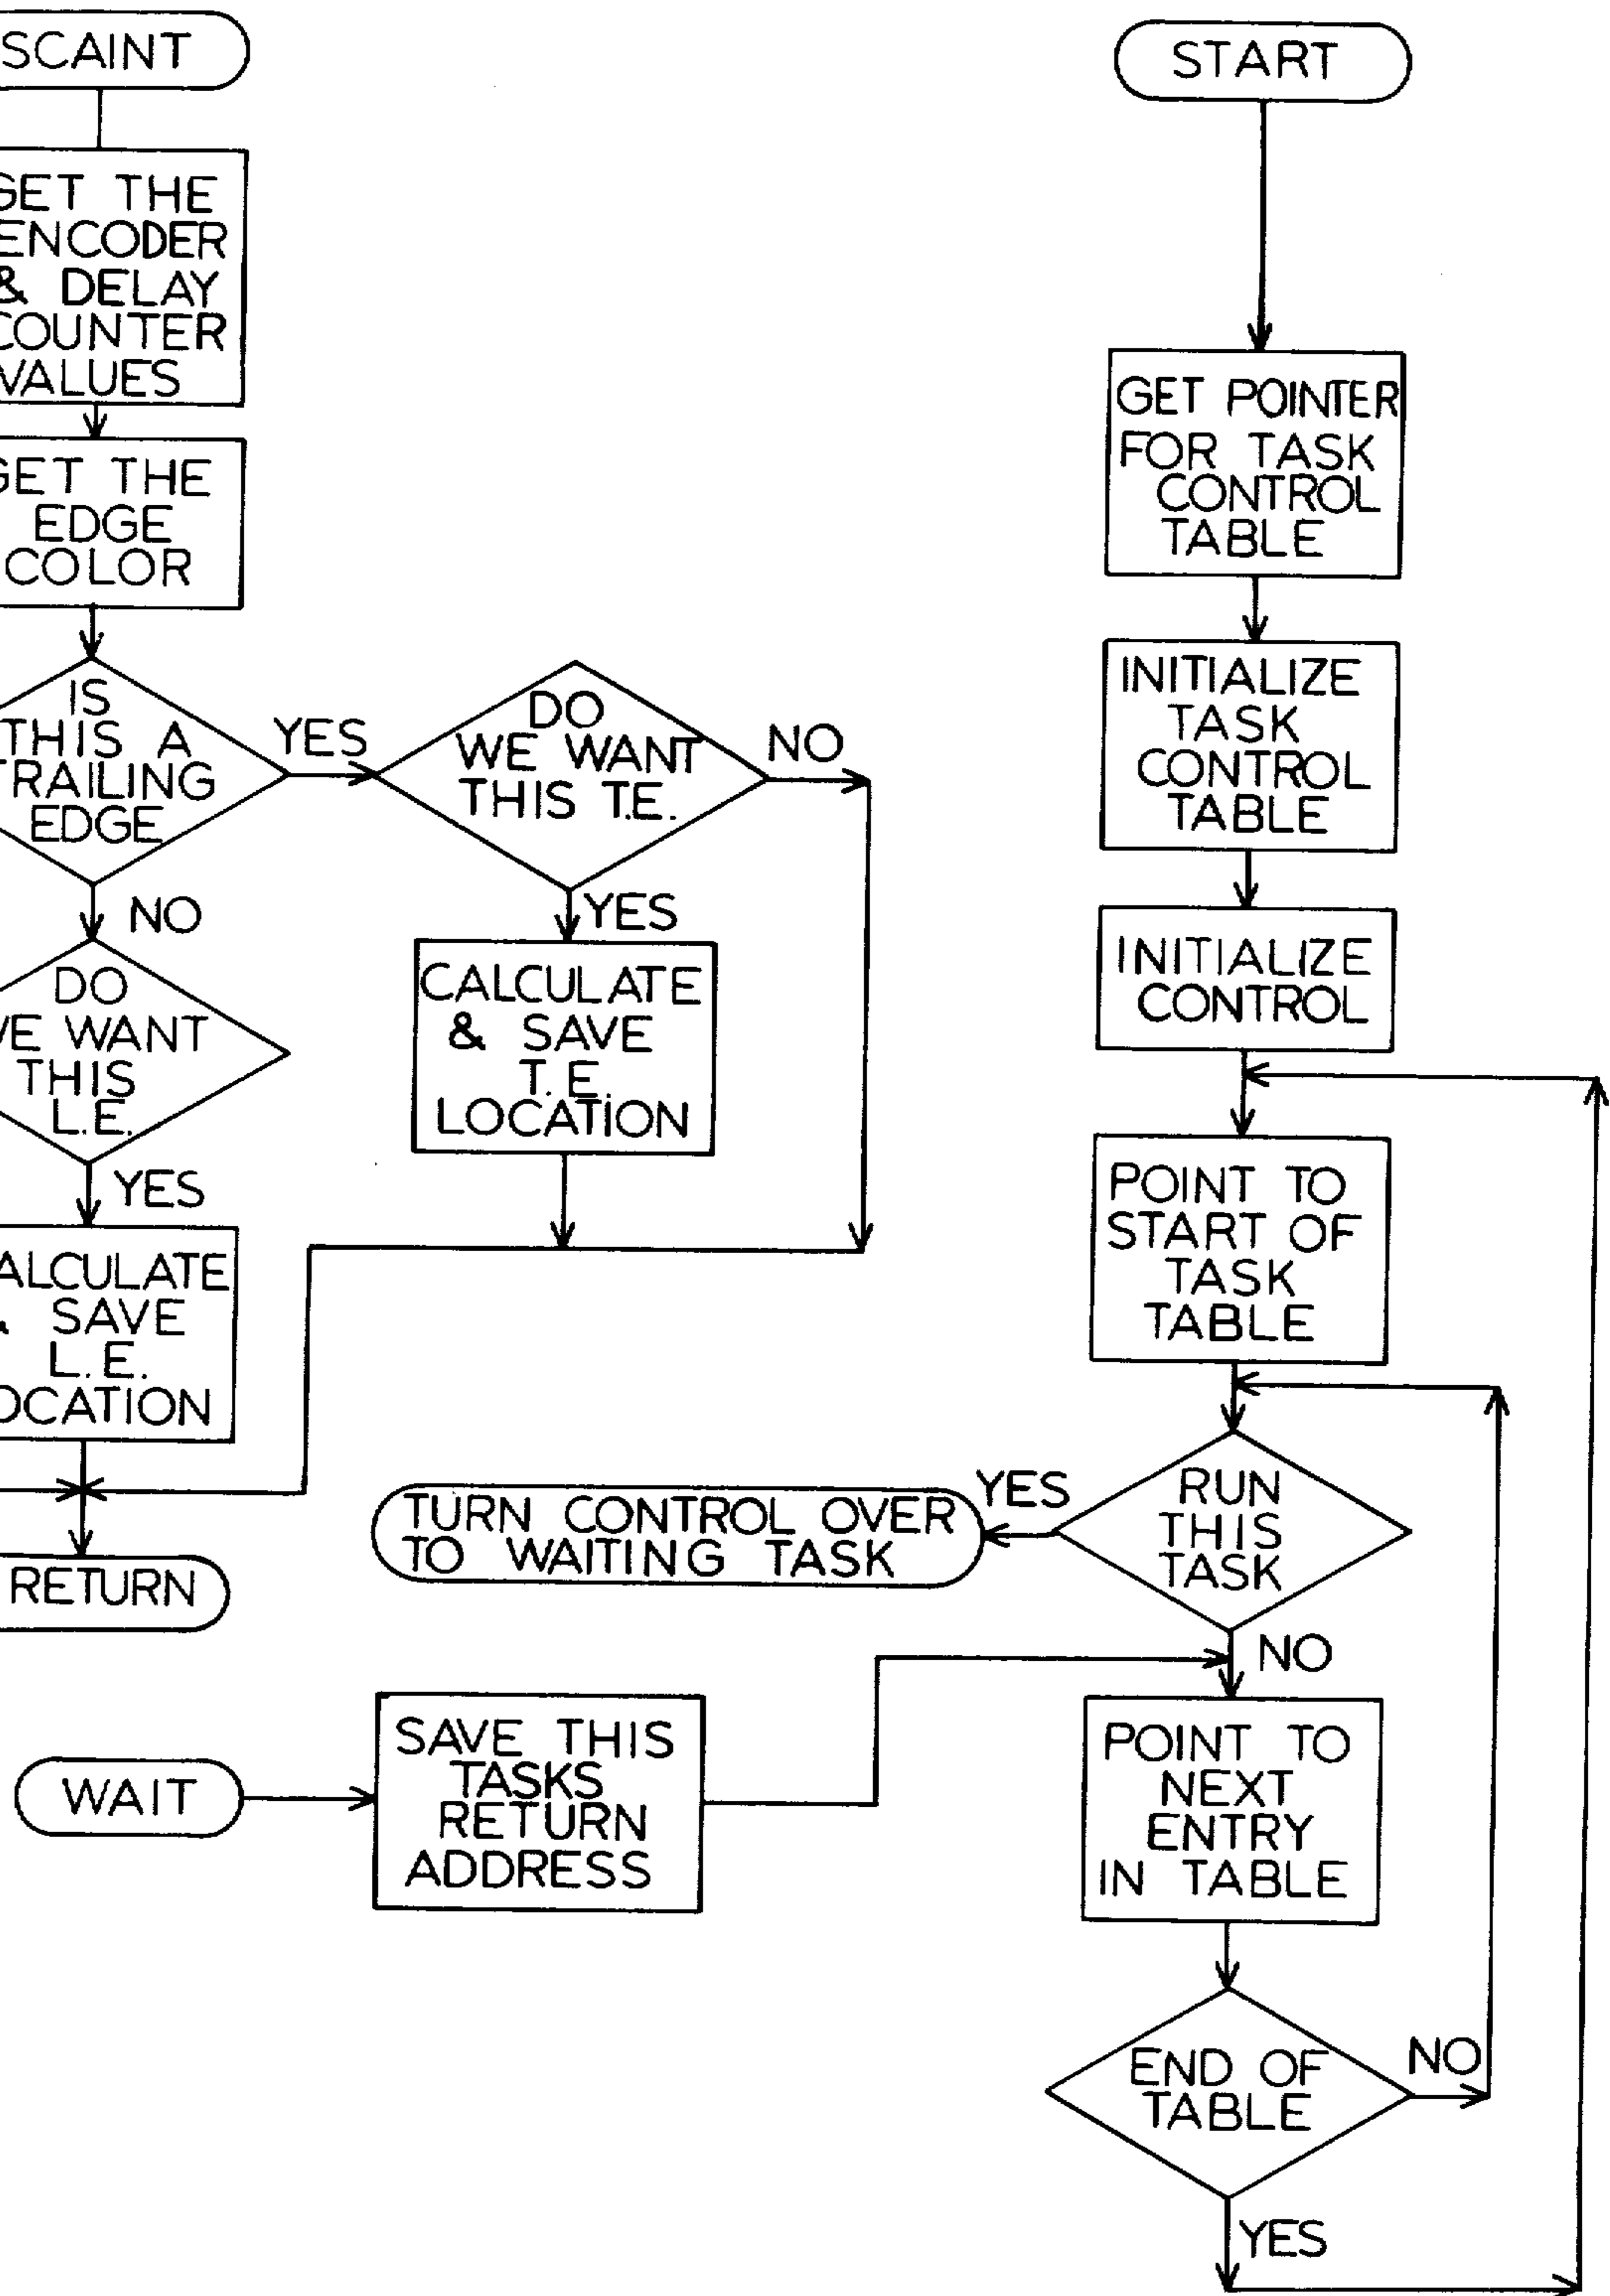 SCAINT
GET THE
ENCODER
& DELAY
COUNTER
VALUES
GET THE
EDGE
COLOR
IS
THIS A
TRAILING
EDGE
YES
NO
DO
WE WANT
THIS T.E.
NO
YES
CALCULATE
& SAVE
T.E.
LOCATION
DO
WE WANT
THIS
L.E.
YES
CALCULATE
& SAVE
L.E.
LOCATION
RETURN
START
GET POINTER
FOR TASK
CONTROL
TABLE
INITIALIZE
TASK
CONTROL
TABLE
INITIALIZE
CONTROL
POINT TO
START OF
TASK
TABLE
RUN
THIS
TASK
YES
TURN CONTROL OVER
TO WAITING TASK
NO
WAIT
SAVE THIS
TASKS
RETURN
ADDRESS
POINT TO
NEXT
ENTRY
IN TABLE
END OF
TABLE
NO
YES